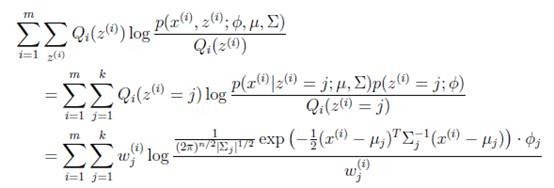 \sum_{i=1}^{m} \sum_{z^{(i)}} Q_i(z^{(i)}) \log \frac{p(x^{(i)}, z^{(i)}; \phi, \mu, \Sigma)}{Q_i(z^{(i)})}
= \sum_{i=1}^{m} \sum_{j=1}^{k} Q_i(z^{(i)} = j) \log \frac{p(x^{(i)}|z^{(i)} = j; \mu, \Sigma)p(z^{(i)} = j; \phi)}{Q_i(z^{(i)} = j)}
= \sum_{i=1}^{m} \sum_{j=1}^{k} w_j^{(i)} \log \frac{\frac{1}{(2\pi)^{n/2}|\Sigma_j|^{1/2}} \exp\left(-\frac{1}{2}(x^{(i)} - \mu_j)^T \Sigma_j^{-1}(x^{(i)} - \mu_j)\right) \cdot \phi_j}{w_j^{(i)}}